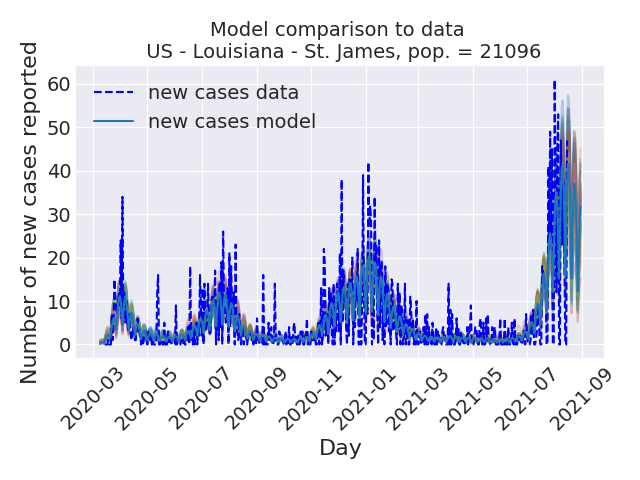 Model comparison to data
US - Louisiana - St. James, pop. = 21096
Number of new cases reported
60
50
40
30
20
10
0
new cases data
new cases model
2020-03
2020-05
2020-07
2020-09
2020-11
2021-01
2021-03
2021-05
2021-07
2021-09
Day